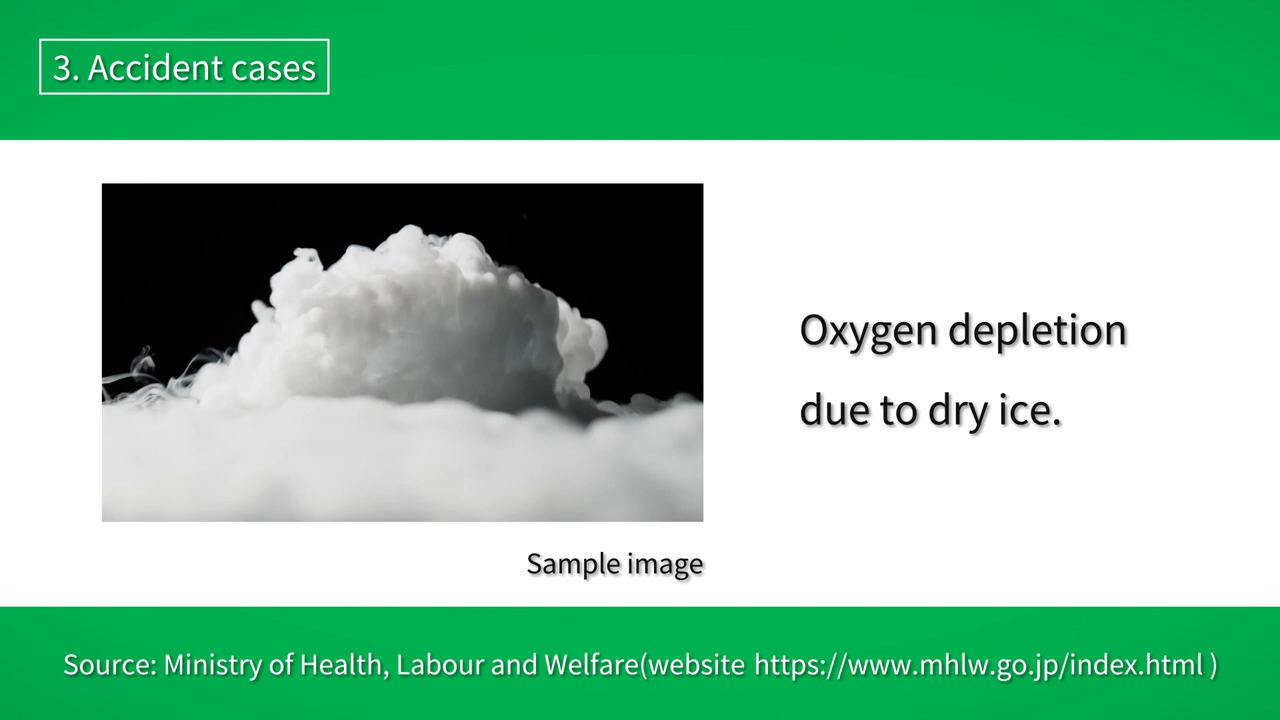 3. Accident cases
Oxygen depletion
due to dry ice.
Sample image
Source: Ministry of Health, Labour and Welfare(website https://www.mhlw.go.jp/index.html )